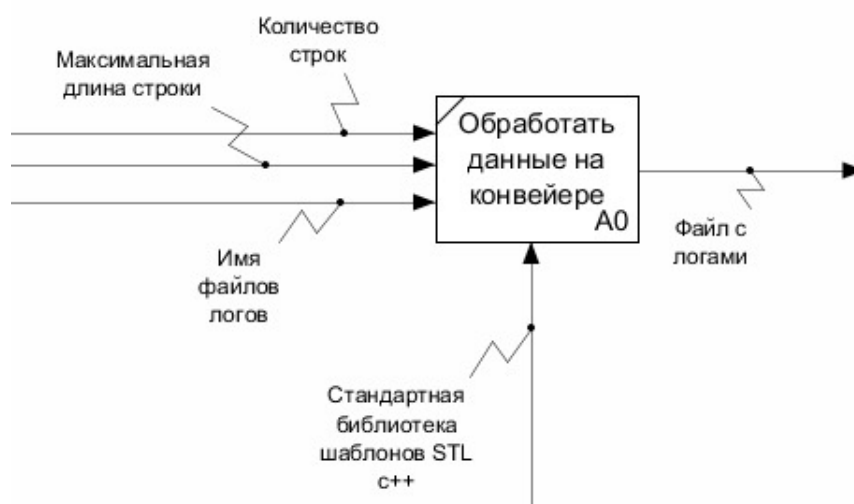 Количество
строк
Максимальная
длина строки
Обработать
данные на
конвейере
A0
Имя
файлов
логов
Файл с
логами
Стандартная
библиотека
шаблонов STL
c++